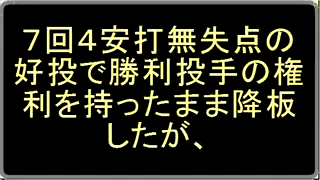 ７回４安打無失点の
好投で勝利投手の権
利を持ったまま降板
したが、